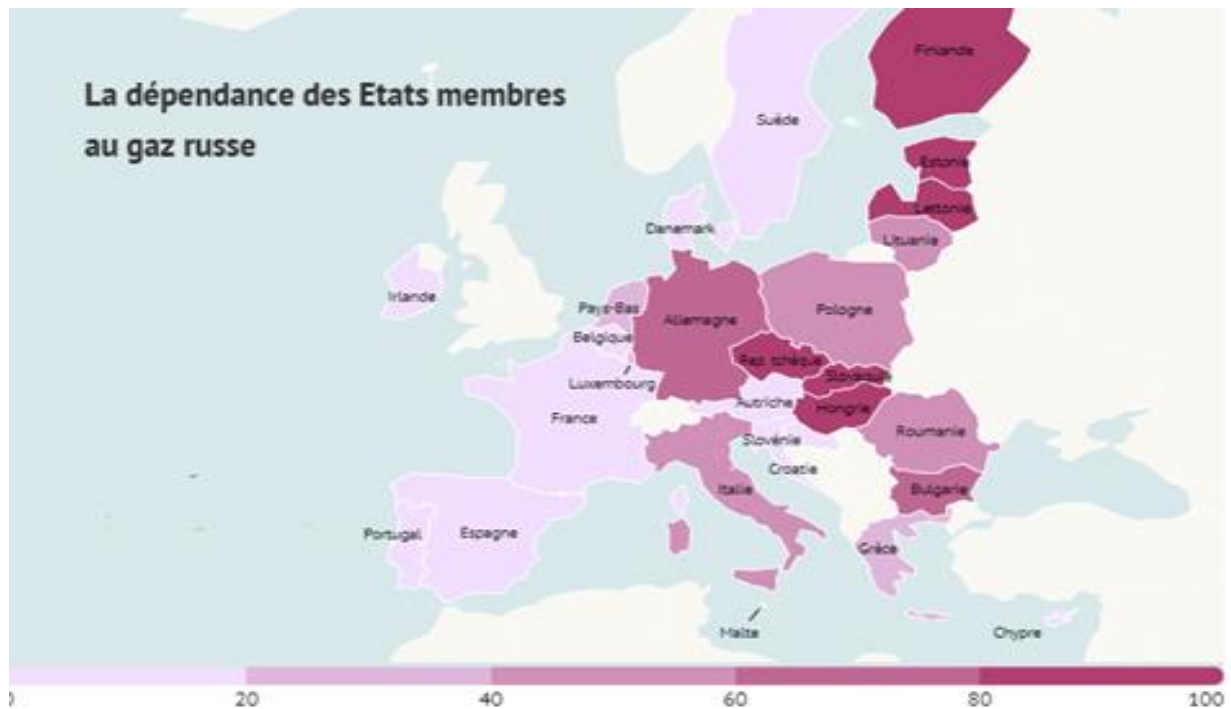 La dépendance des Etats membres
au gaz russe
Finlande
Suède
Estonie
Lettonie
Danemark
Lituanie
Irlande
Pays-Bas
Allemagne
Pologne
Belgique
Rép. tchèque
Luxembourg
Slovaquie
Autriche
Hongrie
France
Slovénie
Roumanie
Croatie
Italie
Bulgarie
Portugal
Espagne
Grèce
Malte
Chypre
0 20 40 60 80 100